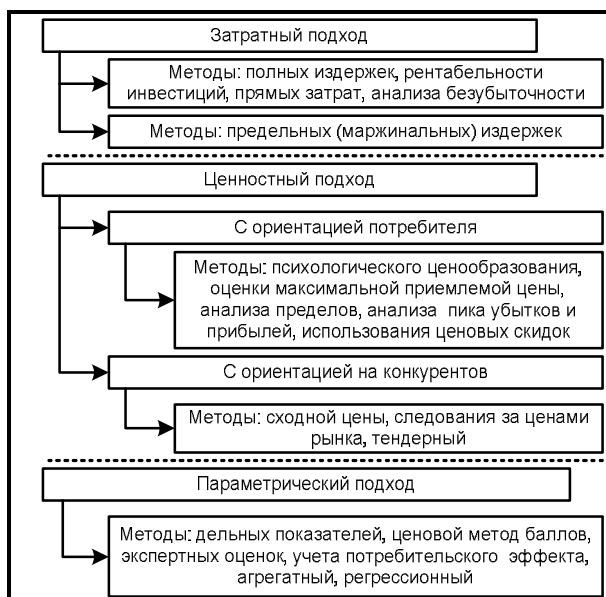 Затратный подход
Методы: полных издержек, рентабельности
инвестиций, прямых затрат, анализа безубыточности
Методы: предельных (маржинальных) издержек
Ценностный подход
С ориентацией потребителя
Методы: психологического ценообразования,
оценки максимальной приемлемой цены,
анализа пределов, анализа пика убытков и
прибылей, использования ценовых скидок
С ориентацией на конкурентов
Методы: сходной цены, следования за ценами
рынка, тендерный
Параметрический подход
Методы: дельных показателей, ценовой метод баллов,
экспертных оценок, учета потребительского эффекта,
агрегатный, регрессионный